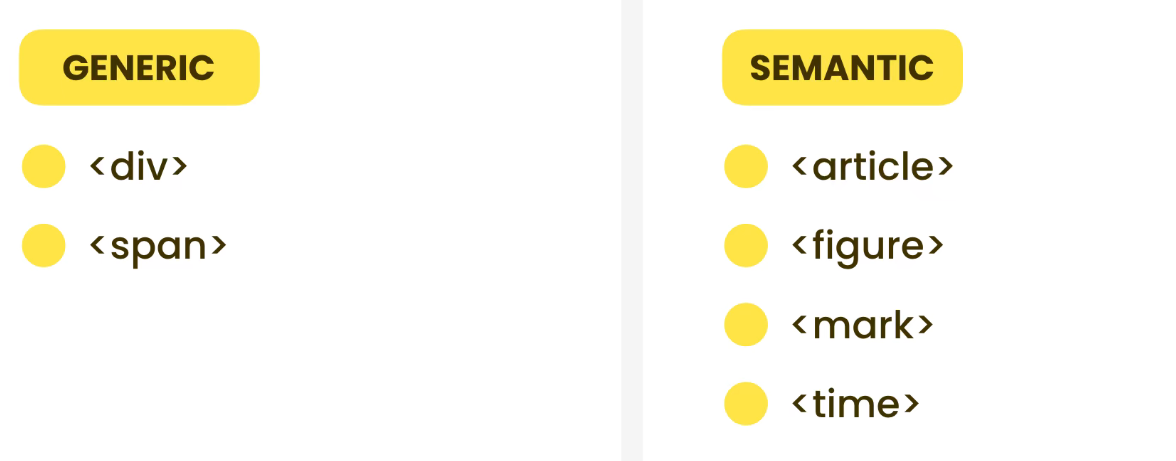 GENERIC
<div>
<span>
SEMANTIC
<article>
<figure>
<mark>
<time>